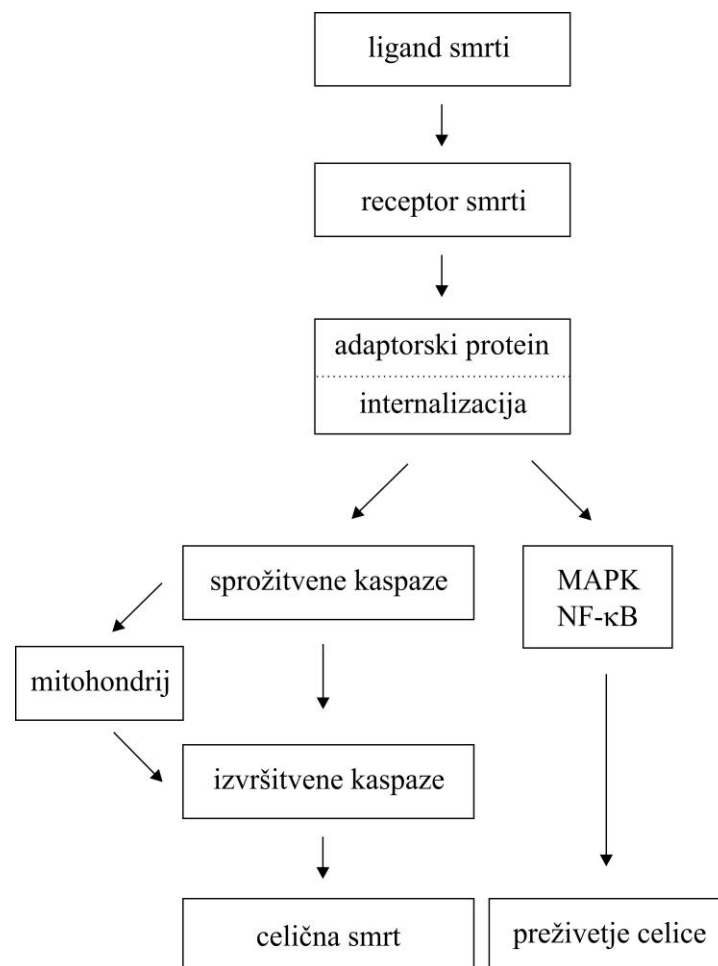 ligand smrti
receptor smrti
adaptorski protein
internalizacija
sprožitvene kaspaze
MAPK
NF-κB
mitohondrij
izvršitvene kaspaze
celična smrt
preživetje celice